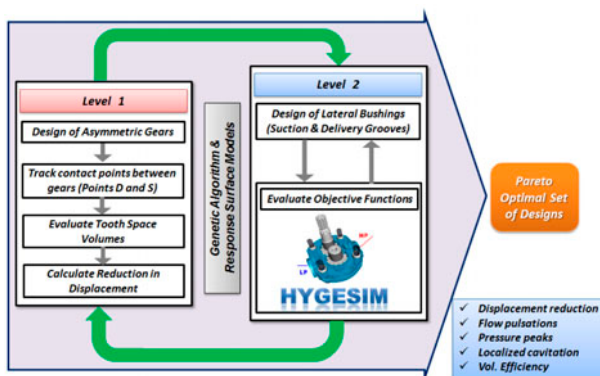 Level 1
Design of Asymmetric Gears
Track contact points between
gears (Points D and S)
Evaluate Tooth Space
Volumes
Calculate Reduction in
Displacement
Genetic Algorithm &
Response Surface Models
Level 2
Design of Lateral Bushings
(Suction & Delivery Grooves)
Evaluate Objective Functions
HP
LP
HYGESIM
Pareto
Optimal Set
of Designs
✓ Displacement reduction
✓ Flow pulsations
✓ Pressure peaks
✓ Localized cavitation
✓ Vol. Efficiency